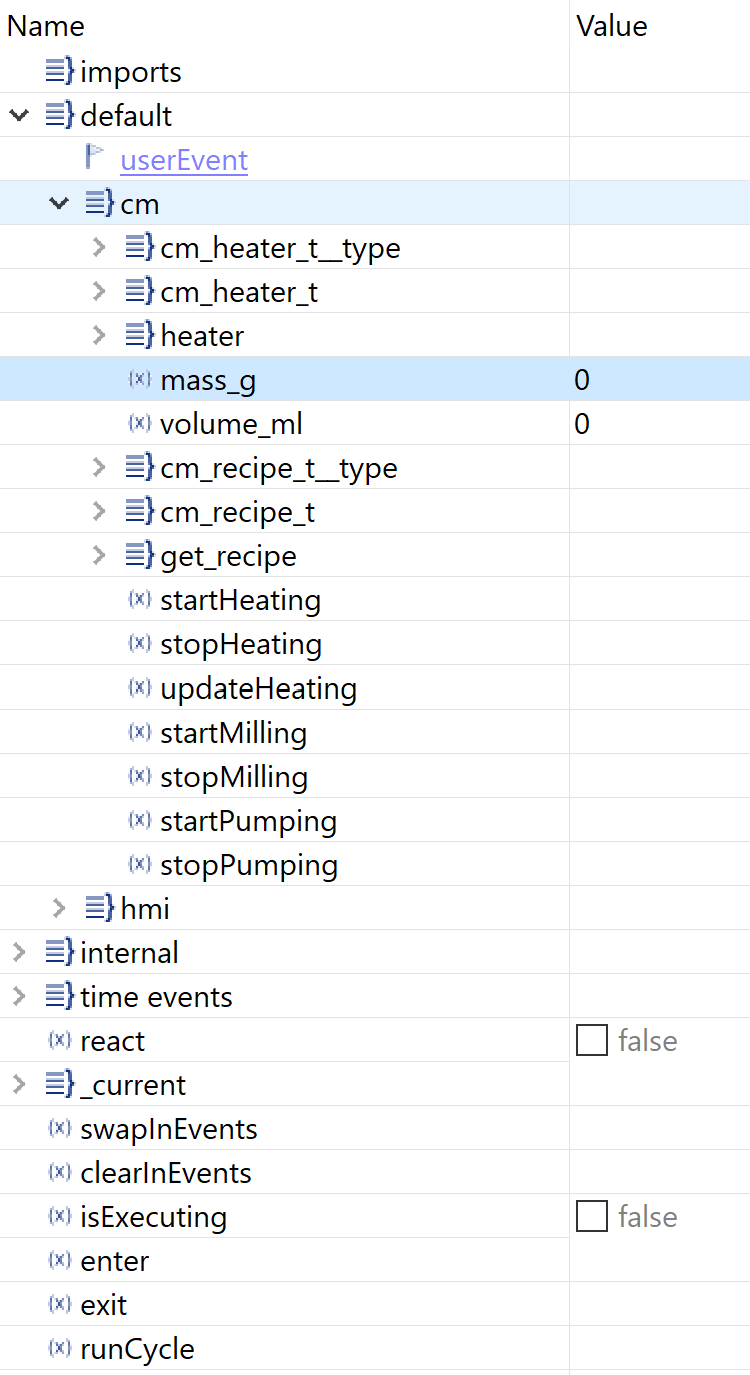 Name Value
imports
default
userEvent
cm
cm_heater_t__type
cm_heater_t
heater
mass_g 0
volume_ml 0
cm_recipe_t__type
cm_recipe_t
get_recipe
startHeating
stopHeating
updateHeating
startMilling
stopMilling
startPumping
stopPumping
hmi
internal
time events
react false
_current
swapInEvents
clearInEvents
isExecuting false
enter
exit
runCycle